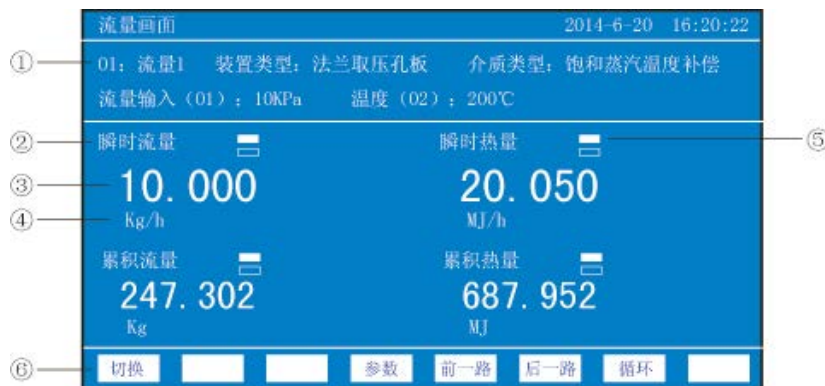 流量画面 2014-6-20 16:20:22
① 01：流量1 装置类型：法兰取压孔板 介质类型：饱和蒸汽温度补偿
流量输入（01）：10KPa 温度（02）：200℃
② 瞬时流量 瞬时热量 ⑤
③ 10.000 20.050
④ Kg/h MJ/h
累积流量 累积热量
247.302 687.952
Kg MJ
⑥ 切换 参数 前一路 后一路 循环